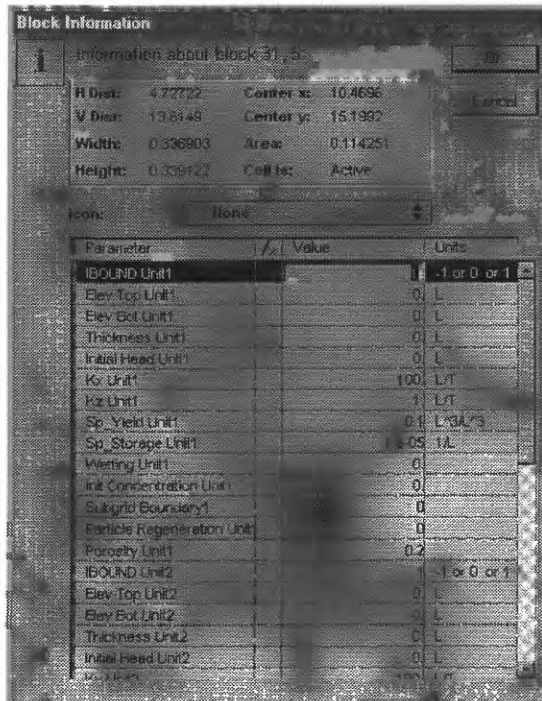 Block Information
Information about block 31, 5:
OK
H Dist: 4.72722 Center x: 10.4696
Cancel
V Dist: 13.6149 Center y: 15.1992
Width: 0.336903 Area: 0.114251
Height: 0.339122 Cell is: Active
Icon: None
Parameter fx Value Units
IBOUND Unit1 1 -1 or 0 or 1
Elev Top Unit1 0 L
Elev Bot Unit1 0 L
Thickness Unit1 0 L
Initial Head Unit1 0 L
Kx Unit1 100 L/T
Kz Unit1 1 L/T
Sp_Yield Unit1 0.1 L^3/L^3
Sp_Storage Unit1 1/L
Wetting Unit1 0
Init Concentration Unit1 0
Subgrid Boundary1 0
Particle Regeneration Unit 0
Porosity Unit1 0.2
IBOUND Unit2 1 -1 or 0 or 1
Elev Top Unit2 0 L
Elev Bot Unit2 0 L
Thickness Unit2 0 L
Initial Head Unit2 0 L
Kx Unit2 100 L/T